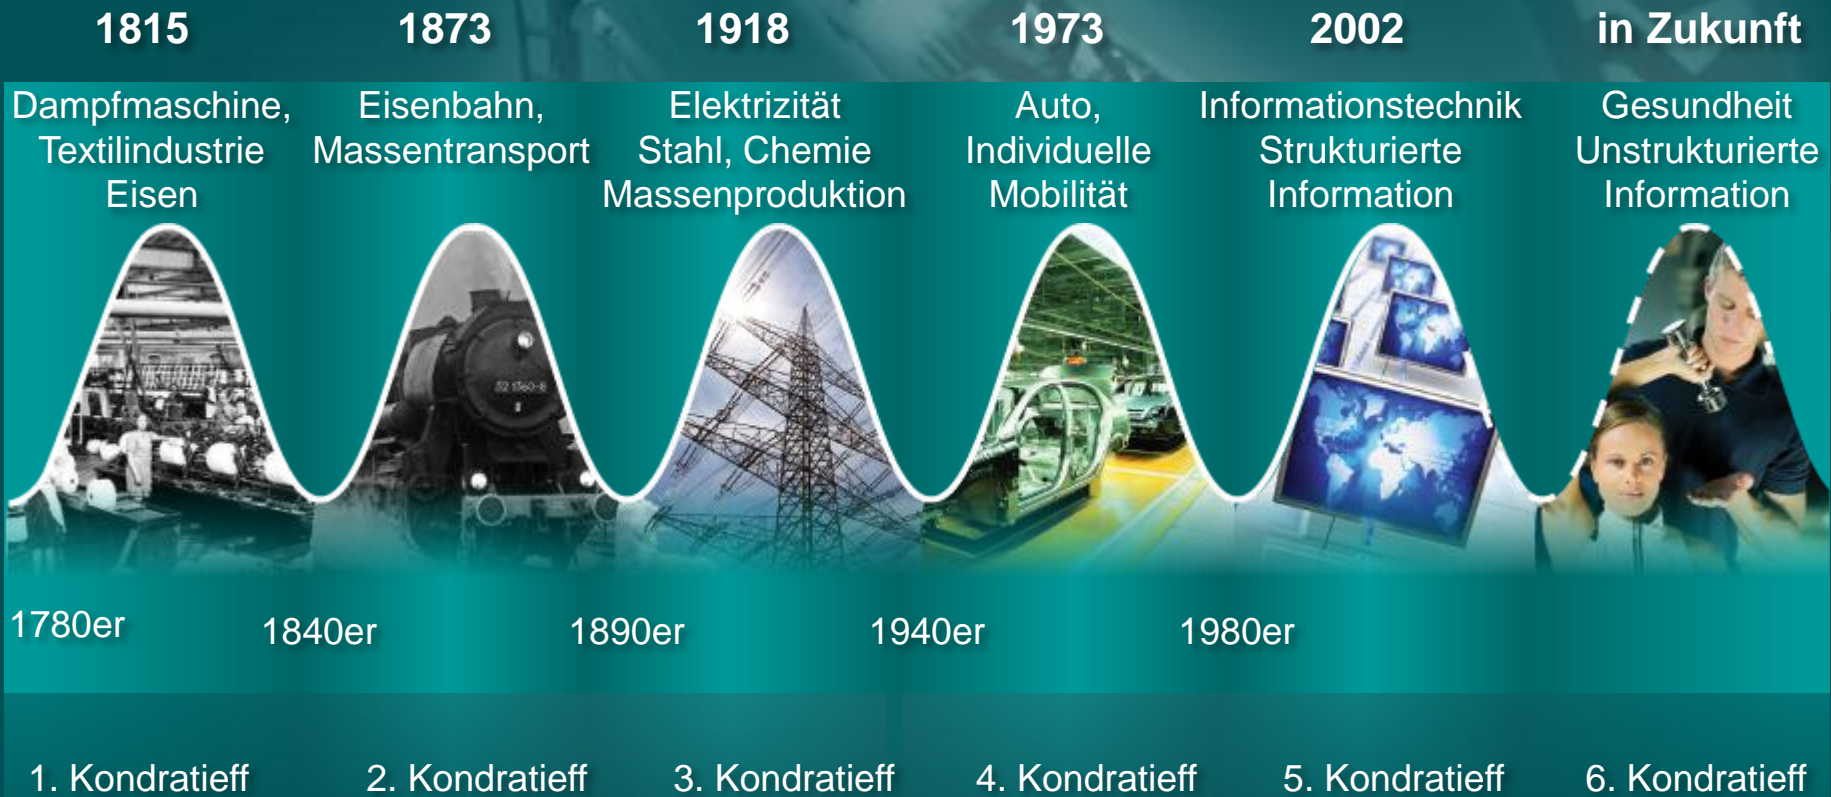 1815
1873
1918
1973
2002
in Zukunft
Dampfmaschine,
Textilindustrie
Eisen
Eisenbahn,
Massentransport
Elektrizität
Stahl, Chemie
Massenproduktion
Auto,
Individuelle
Mobilität
Informationstechnik
Strukturierte
Information
Gesundheit
Unstrukturierte
Information
1780er
1840er
1890er
1940er
1980er
1. Kondratieff
2. Kondratieff
3. Kondratieff
4. Kondratieff
5. Kondratieff
6. Kondratieff